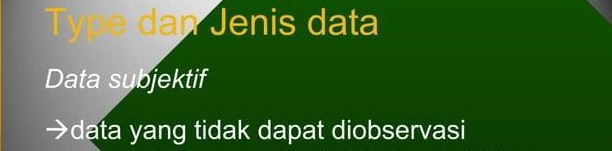 Type dan Jenis data
Data subjektif
→data yang tidak dapat diobservasi